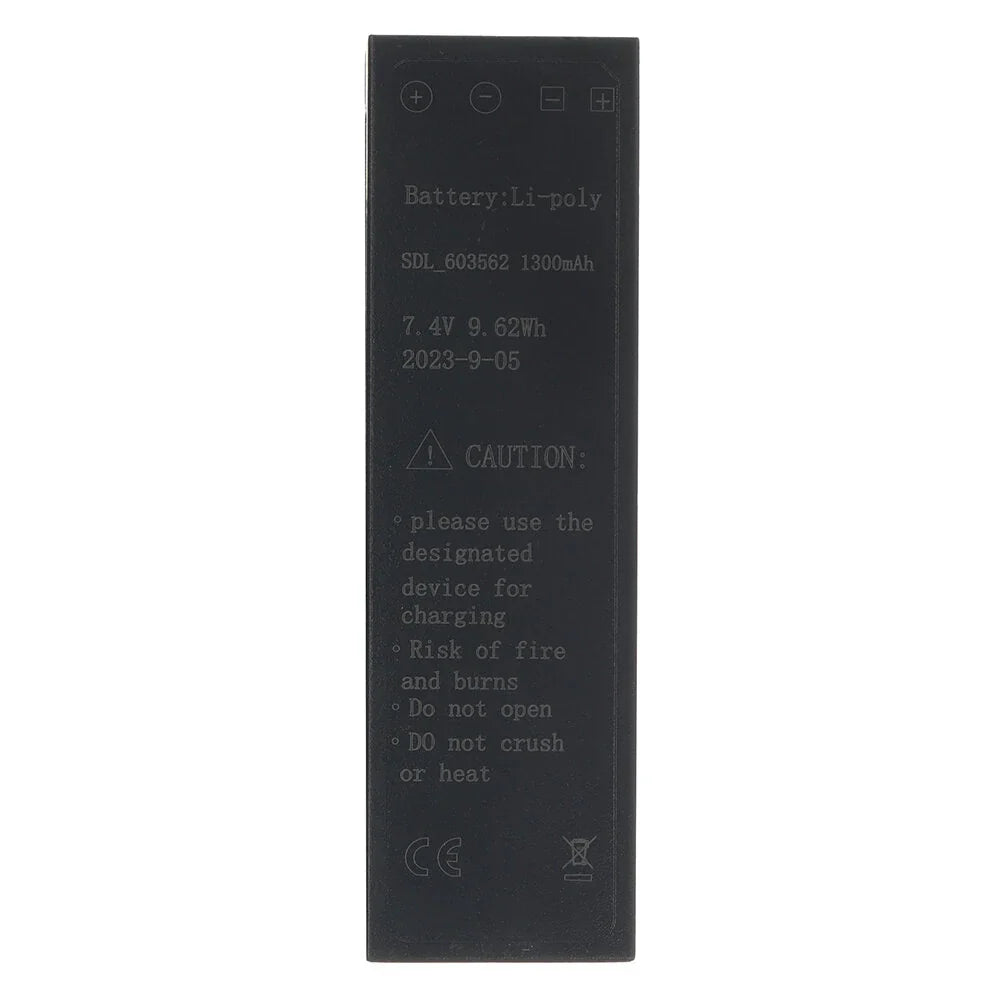 Battery:Li-poly
SDL_603562 1300mAh
7.4V 9.62Wh
2023-9-05
CAUTION:
° please use the
designated
device for
charging
° Risk of fire
and burns
° Do not open
° DO not crush
or heat
CE